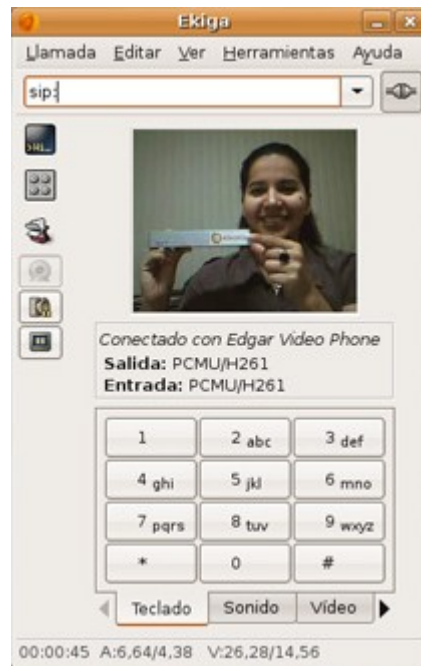 Ekiga
Llamada Editar Ver Herramientas Ayuda
sip:
Conectado con Edgar Video Phone
Salida: PCMU/H261
Entrada: PCMU/H261
1 2 abc 3 def
4 ghi 5 jkl 6 mno
7 pqrs 8 tuv 9 wxyz
* 0 #
Teclado Sonido Vídeo
00:00:45 A:6,64/4,38 V:26,28/14,56